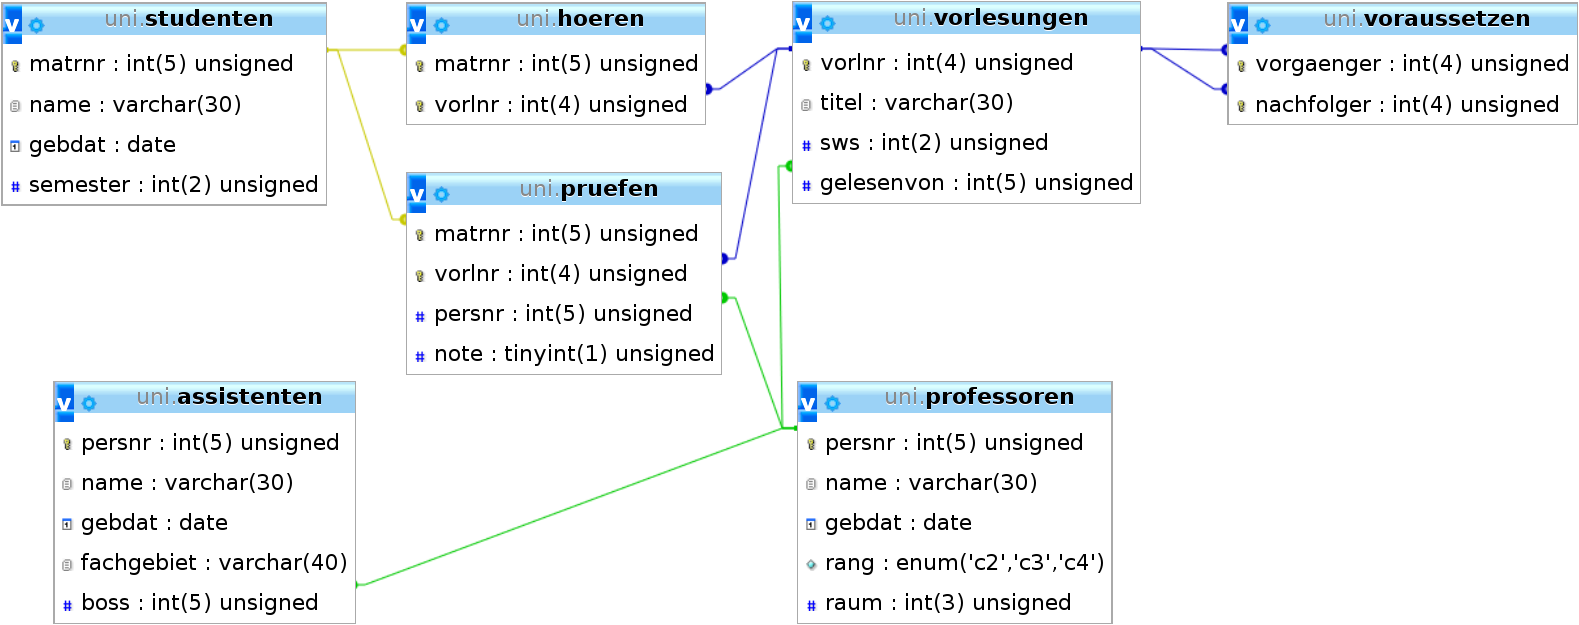 uni.studenten
matrnr : int(5) unsigned
name : varchar(30)
gebdat : date
semester : int(2) unsigned
uni.hoeren
matrnr : int(5) unsigned
vorlnr : int(4) unsigned
uni.vorlesungen
vorlnr : int(4) unsigned
titel : varchar(30)
sws : int(2) unsigned
gelesenvon : int(5) unsigned
uni.voraussetzen
vorgaenger : int(4) unsigned
nachfolger : int(4) unsigned
uni.pruefen
matrnr : int(5) unsigned
vorlnr : int(4) unsigned
persnr : int(5) unsigned
note : tinyint(1) unsigned
uni.assistenten
persnr : int(5) unsigned
name : varchar(30)
gebdat : date
fachgebiet : varchar(40)
boss : int(5) unsigned
uni.professoren
persnr : int(5) unsigned
name : varchar(30)
gebdat : date
rang : enum('c2','c3','c4')
raum : int(3) unsigned